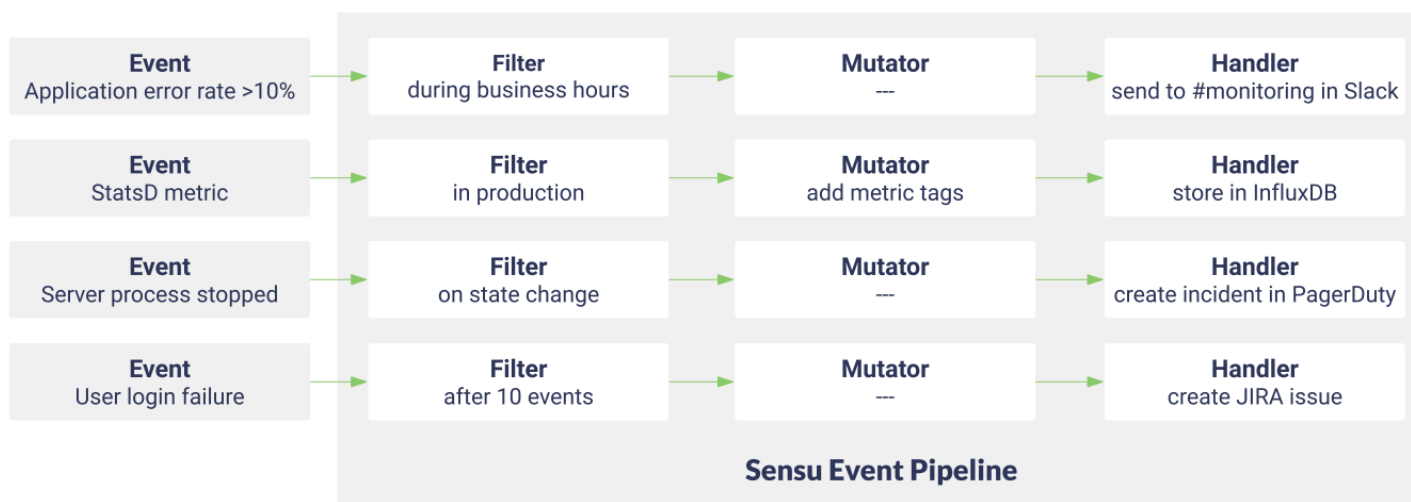 Event
Application error rate >10%
Filter
during business hours
Mutator
---
Handler
send to #monitoring in Slack
Event
StatsD metric
Filter
in production
Mutator
add metric tags
Handler
store in InfluxDB
Event
Server process stopped
Filter
on state change
Mutator
---
Handler
create incident in PagerDuty
Event
User login failure
Filter
after 10 events
Mutator
---
Handler
create JIRA issue
Sensu Event Pipeline